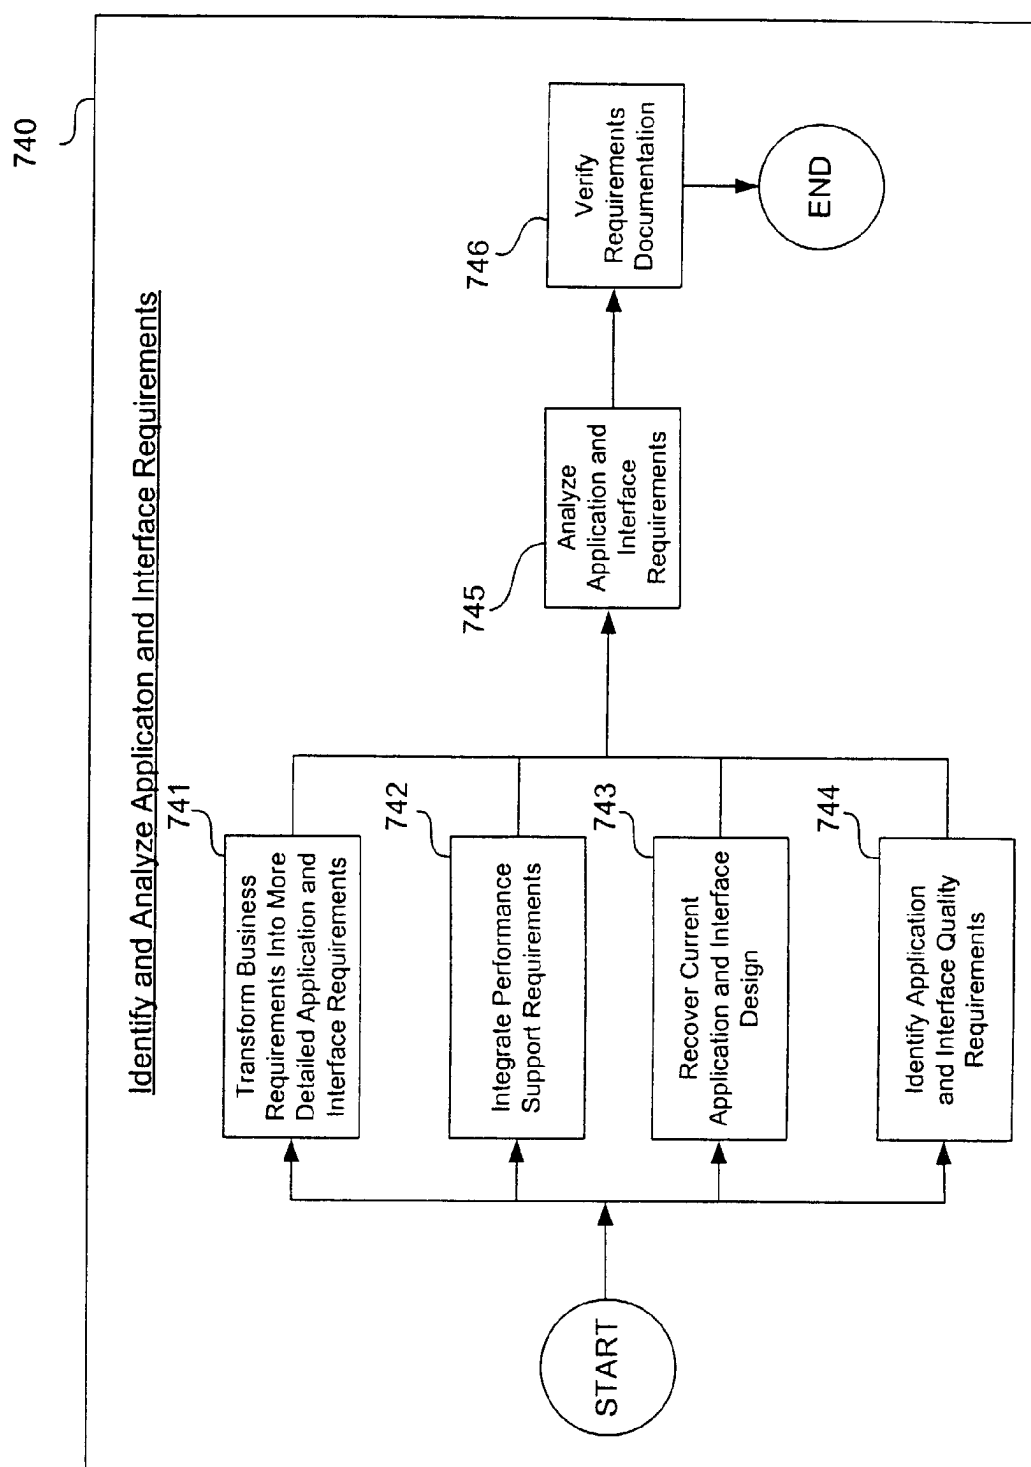 740
Identify and Analyze Applicaton and Interface Requirements
START
741
Transform Business
Requirements Into More
Detailed Application and
Interface Requirements
742
Integrate Performance
Support Requirements
743
Recover Current
Application and Interface
Design
744
Identify Application
and Interface Quality
Requirements
745
Analyze
Application and
Interface
Requirements
746
Verify
Requirements
Documentation
END